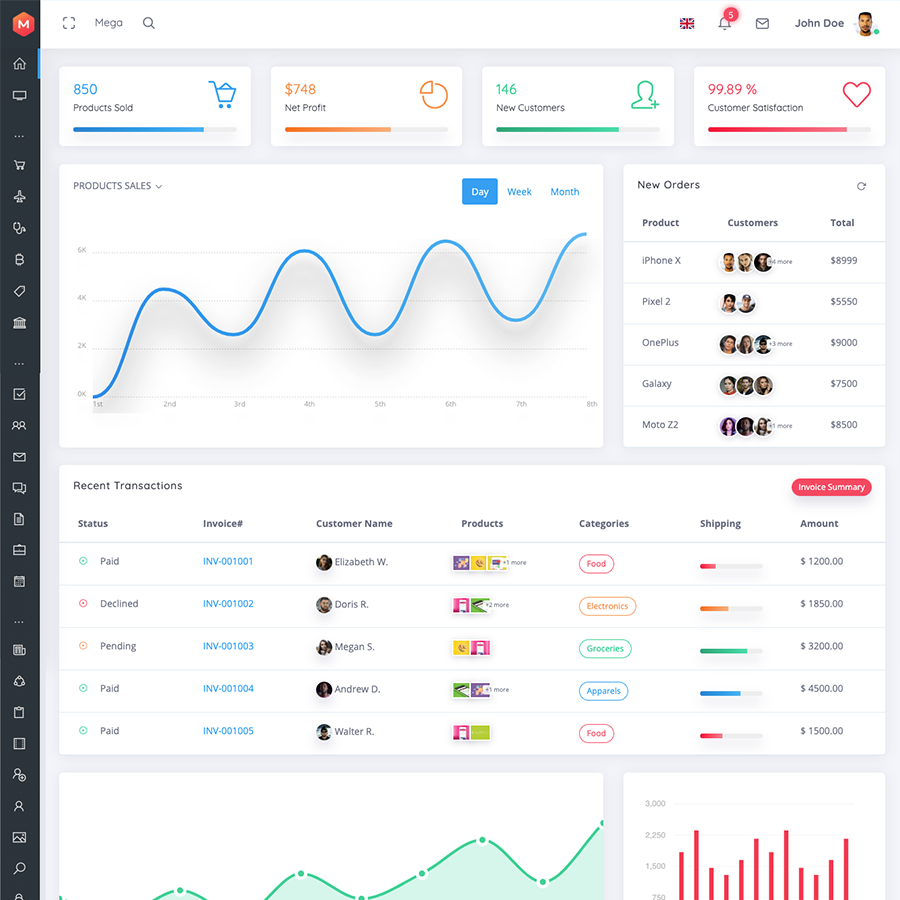 M
Mega
5
John Doe
850
Products Sold
$748
Net Profit
146
New Customers
99.89 %
Customer Satisfaction
PRODUCTS SALES
Day Week Month
6K
4K
2K
0K
1st 2nd 3rd 4th 5th 6th 7th 8th
New Orders
Product Customers Total
iPhone X +4 more $8999
Pixel 2 $5550
OnePlus +3 more $9000
Galaxy $7500
Moto Z2 +1 more $8500
Recent Transactions
Invoice Summary
Status Invoice# Customer Name Products Categories Shipping Amount
Paid INV-001001 Elizabeth W. +1 more Food $ 1200.00
Declined INV-001002 Doris R. +2 more Electronics $ 1850.00
Pending INV-001003 Megan S. Groceries $ 3200.00
Paid INV-001004 Andrew D. +1 more Apparels $ 4500.00
Paid INV-001005 Walter R. Food $ 1500.00
3,000
2,250
1,500
750